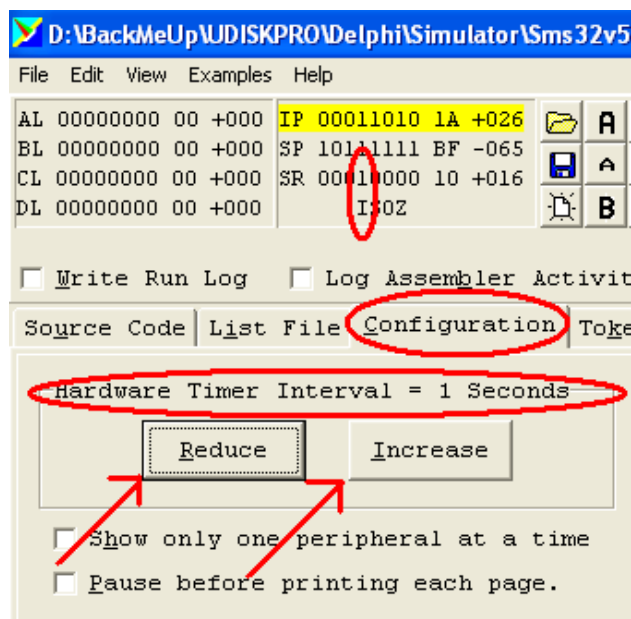 D:\BackMeUp\UDISKPRO\Delphi\Simulator\Sms32v5
File Edit View Examples Help
AL 00000000 00 +000 IP 00011010 1A +026 A
BL 00000000 00 +000 SP 10111111 BF -065 A
CL 00000000 00 +000 SR 00010000 10 +016
DL 00000000 00 +000 ISOZ B
Write Run Log Log Assembler Activit
Source Code List File Configuration Toke
Hardware Timer Interval = 1 Seconds
Reduce Increase
Show only one peripheral at a time
Pause before printing each page.